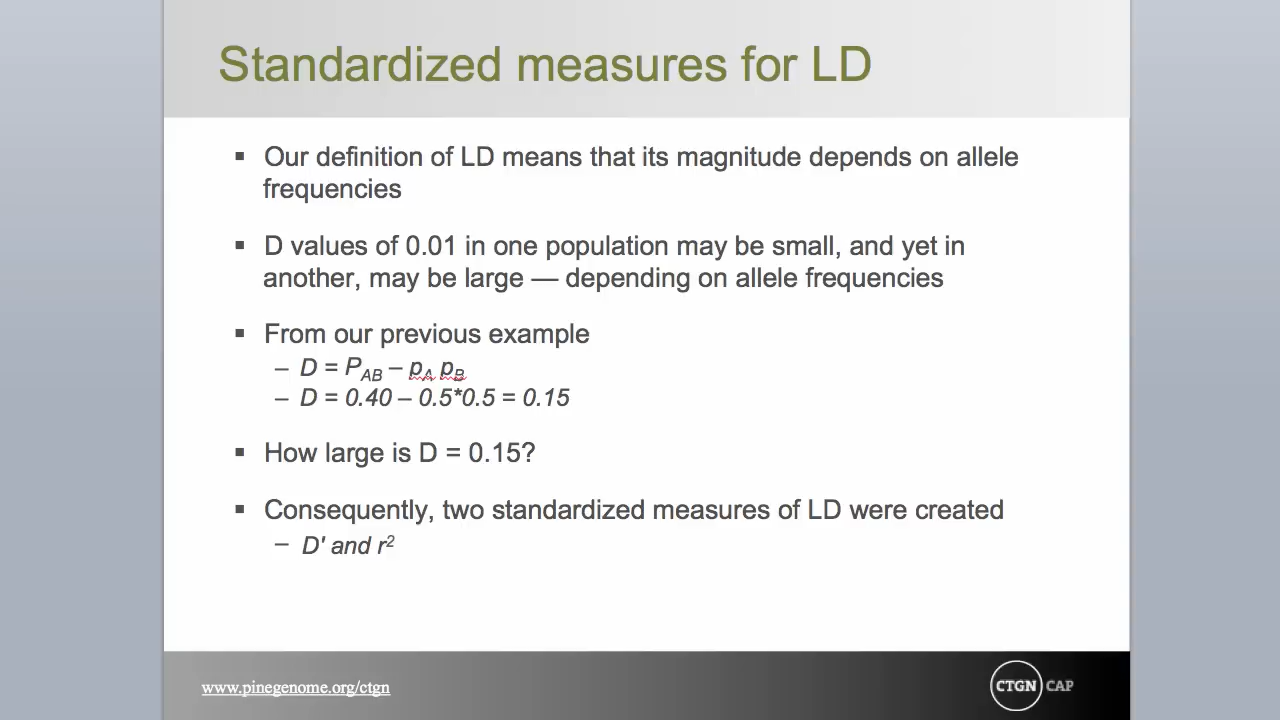 Standardized measures for LD
▪ Our definition of LD means that its magnitude depends on allele
frequencies
▪ D values of 0.01 in one population may be small, and yet in
another, may be large — depending on allele frequencies
▪ From our previous example
– D = P_AB – p_A p_B
– D = 0.40 – 0.5*0.5 = 0.15
▪ How large is D = 0.15?
▪ Consequently, two standardized measures of LD were created
– D' and r²
www.pinegenome.org/ctgn
CTGN CAP